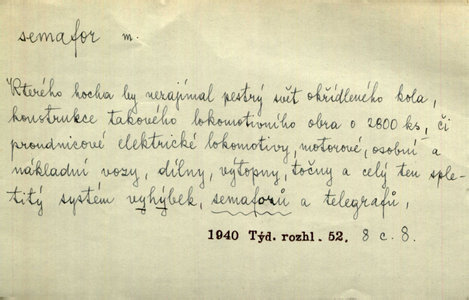 semafor m.
Kterého hocha by nezajímal pestrý svět okřídleného kola,
konstrukce takového lokomotivního obra o 2800 ks, či
proudnicové elektrické lokomotivy, motorové, osobní a
nákladní vozy, dílny, výtopny, točny a celý ten sple-
titý systém vyhýbek, semaforů a telegrafů,
1940 Týd. rozhl. 52, 8 c. 8.